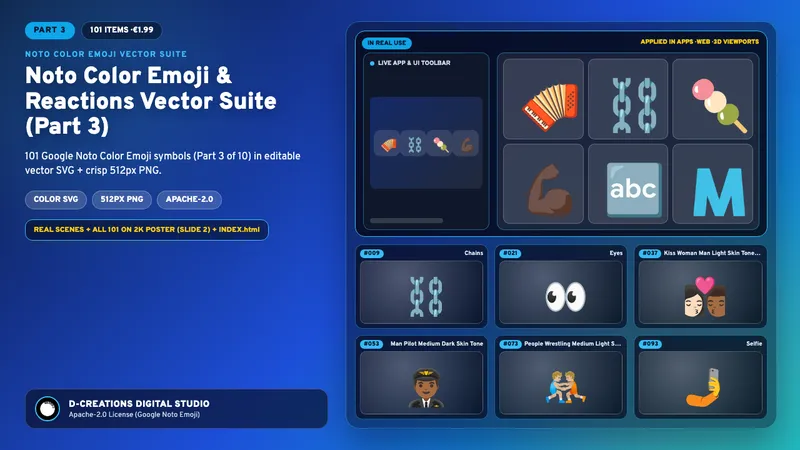 PART 3
101 ITEMS · €1.99
NOTO COLOR EMOJI VECTOR SUITE
Noto Color Emoji &
Reactions Vector Suite
(Part 3)
101 Google Noto Color Emoji symbols (Part 3 of 10) in editable
vector SVG + crisp 512px PNG.
COLOR SVG
512PX PNG
APACHE-2.0
REAL SCENES + ALL 101 ON 2K POSTER (SLIDE 2) + INDEX.html
D-CREATIONS DIGITAL STUDIO
Apache-2.0 License (Google Noto Emoji)
IN REAL USE
APPLIED IN APPS · WEB · 2D VIEWPORTS
LIVE APP & UI TOOLBAR
abc
M
#009
Chains
#021
Eyes
#037
Kiss Woman Man Light Skin Tone...
#053
Man Pilot Medium Dark Skin Tone
#073
People Wrestling Medium Light S...
#093
Selfie